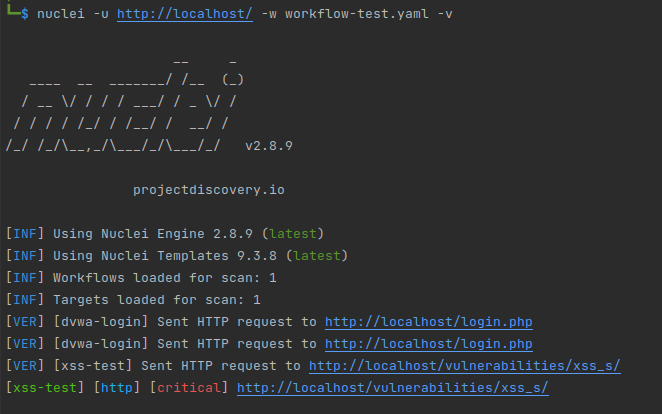 $ nuclei -u http://localhost/ -w workflow-test.yaml -v
                     __     _
   ____  __  _______/ /__  (_)
  / __ \/ / / / ___/ / _ \/ /
 / / / / /_/ / /__/ /  __/ /
/_/ /_/\__,_/\___/_/\___/_/   v2.8.9
projectdiscovery.io
[INF] Using Nuclei Engine 2.8.9 (latest)
[INF] Using Nuclei Templates 9.3.8 (latest)
[INF] Workflows loaded for scan: 1
[INF] Targets loaded for scan: 1
[VER] [dvwa-login] Sent HTTP request to http://localhost/login.php
[VER] [dvwa-login] Sent HTTP request to http://localhost/login.php
[VER] [xss-test] Sent HTTP request to http://localhost/vulnerabilities/xss_s/
[xss-test] [http] [critical] http://localhost/vulnerabilities/xss_s/